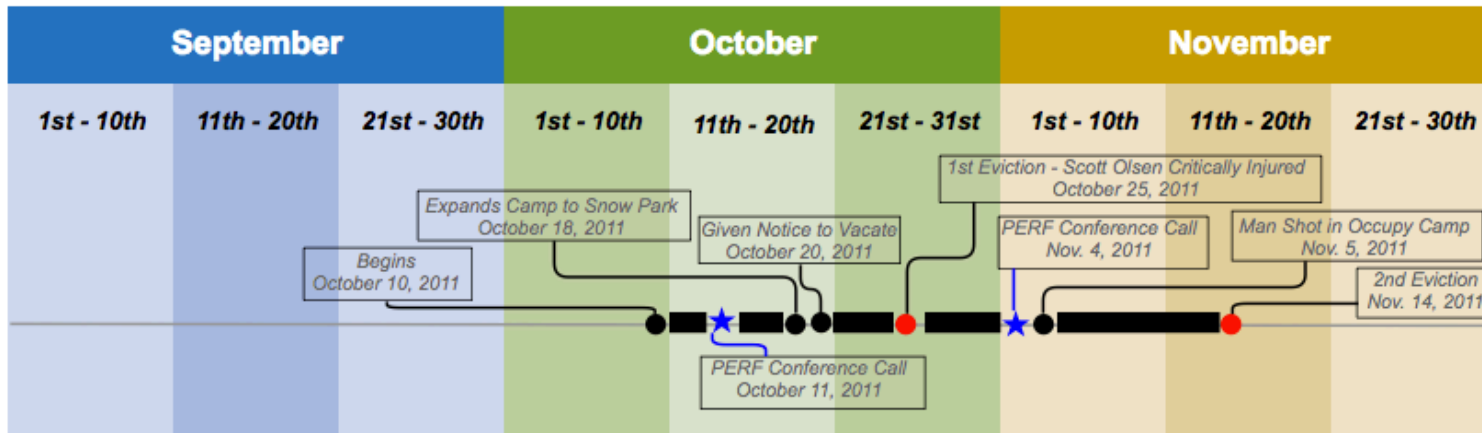 September
October
November
1st - 10th
11th - 20th
21st - 30th
1st - 10th
11th - 20th
21st - 31st
1st - 10th
11th - 20th
21st - 30th
1st Eviction - Scott Olsen Critically Injured
October 25, 2011
Expands Camp to Snow Park
October 18, 2011
Given Notice to Vacate
October 20, 2011
PERF Conference Call
Nov. 4, 2011
Man Shot in Occupy Camp
Nov. 5, 2011
Begins
October 10, 2011
2nd Eviction
Nov. 14, 2011
PERF Conference Call
October 11, 2011